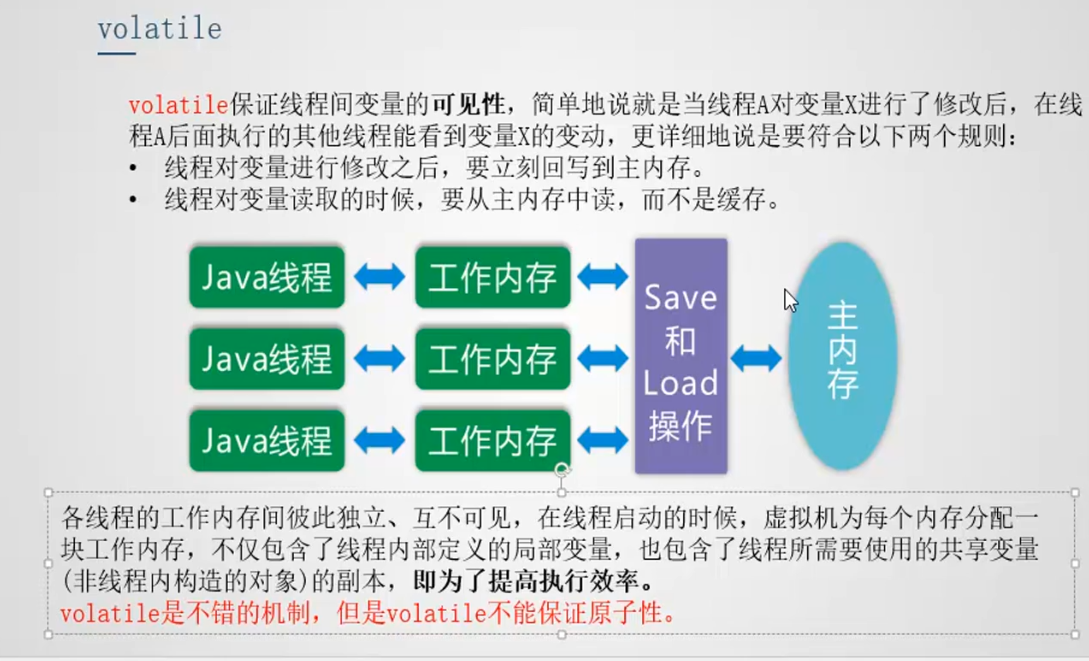 volatile
volatile保证线程间变量的可见性，简单地说就是当线程A对变量X进行了修改后，在线
程A后面执行的其他线程能看到变量X的变动，更详细地说是要符合以下两个规则：
• 线程对变量进行修改之后，要立刻回写到主内存。
• 线程对变量读取的时候，要从主内存中读，而不是缓存。
Java线程
工作内存
Java线程
工作内存
Java线程
工作内存
Save
和
Load
操作
主
内
存
各线程的工作内存间彼此独立、互不可见，在线程启动的时候，虚拟机为每个内存分配一
块工作内存，不仅包含了线程内部定义的局部变量，也包含了线程所需要使用的共享变量
(非线程内构造的对象)的副本，即为了提高执行效率。
volatile是不错的机制，但是volatile不能保证原子性。